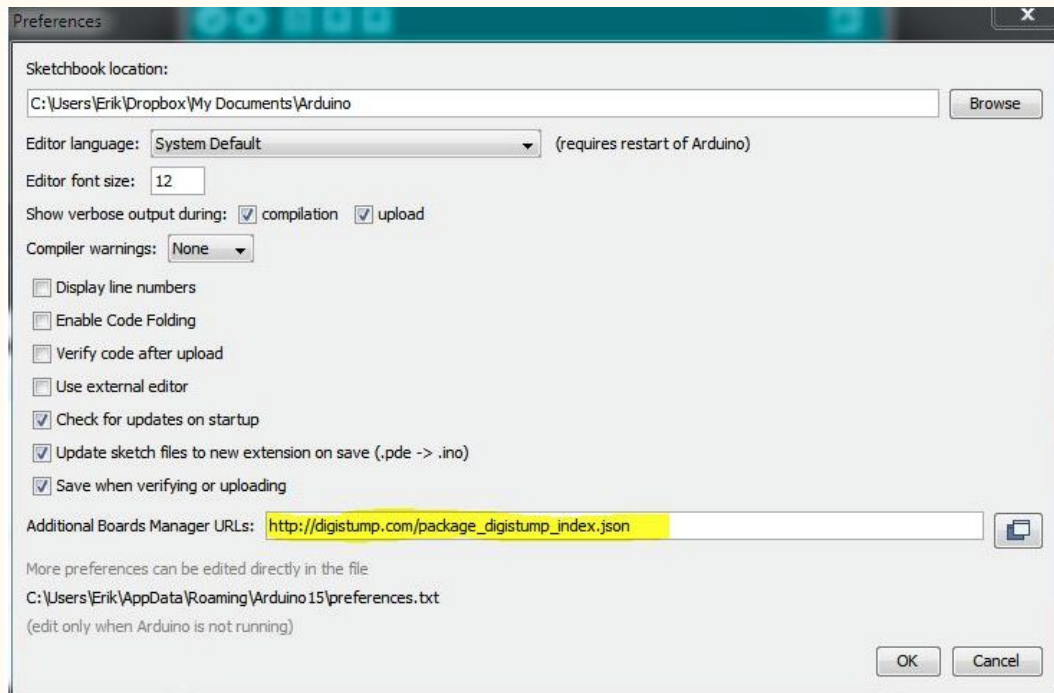 Preferences
x
Sketchbook location:
C:\Users\Erik\Dropbox\My Documents\Arduino Browse
Editor language: System Default (requires restart of Arduino)
Editor font size: 12
Show verbose output during: compilation upload
Compiler warnings: None
Display line numbers
Enable Code Folding
Verify code after upload
Use external editor
Check for updates on startup
Update sketch files to new extension on save (.pde -> .ino)
Save when verifying or uploading
Additional Boards Manager URLs: http://digistump.com/package_digistump_index.json
More preferences can be edited directly in the file
C:\Users\Erik\AppData\Roaming\Arduino15\preferences.txt
(edit only when Arduino is not running)
OK Cancel